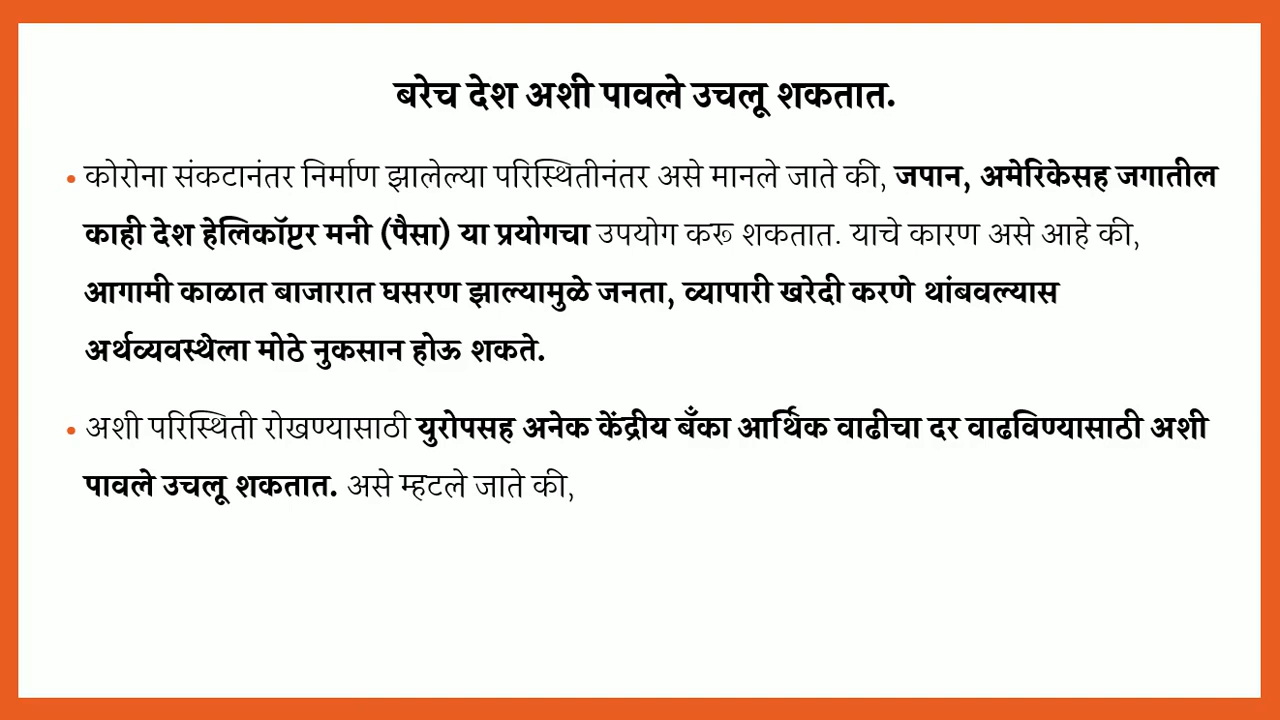 बरेच देश अशी पावले उचलू शकतात.
• कोरोना संकटानंतर निर्माण झालेल्या परिस्थितीनंतर असे मानले जाते की, जपान, अमेरिकेसह जगातील
काही देश हेलिकॉप्टर मनी (पैसा) या प्रयोगचा उपयोग करू शकतात. याचे कारण असे आहे की,
आगामी काळात बाजारात घसरण झाल्यामुळे जनता, व्यापारी खरेदी करणे थांबवल्यास
अर्थव्यवस्थेला मोठे नुकसान होऊ शकते.
• अशी परिस्थिती रोखण्यासाठी युरोपसह अनेक केंद्रीय बँका आर्थिक वाढीचा दर वाढविण्यासाठी अशी
पावले उचलू शकतात. असे म्हटले जाते की,